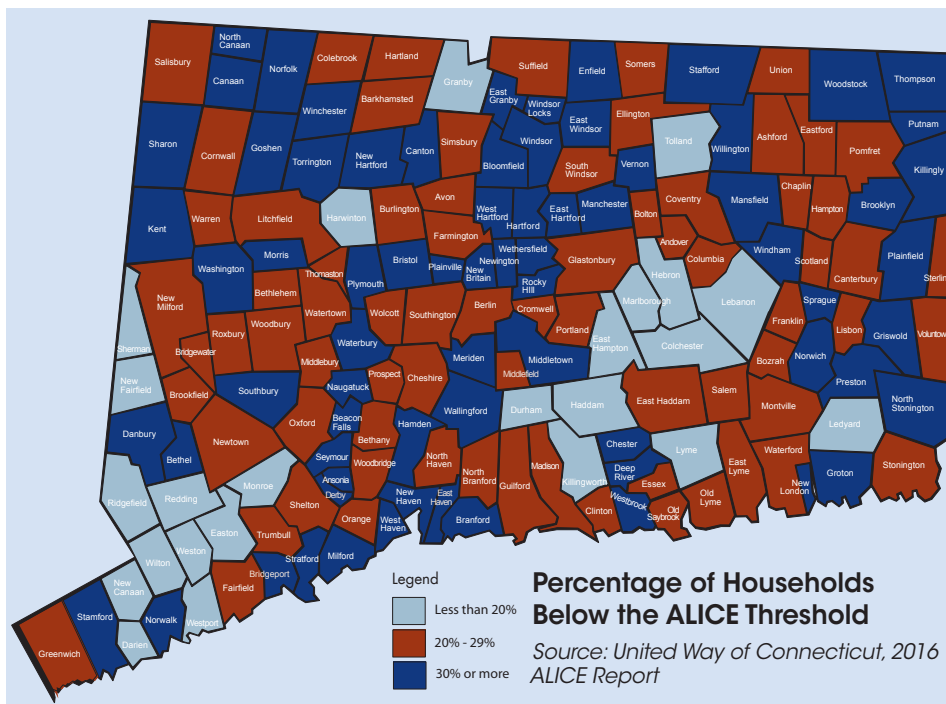 Salisbury
North
Canaan
Canaan
Norfolk
Colebrook
Hartland
Granby
Suffield
Enfield
Somers
Stafford
Union
Woodstock
Thompson
Winchester
Barkhamsted
East
Granby
Windsor
Locks
East
Windsor
Ellington
Tolland
Willington
Ashford
Eastford
Pomfret
Putnam
Killingly
Sharon
Cornwall
Goshen
Torrington
New
Hartford
Canton
Simsbury
Bloomfield
Windsor
South
Windsor
Vernon
Kent
Warren
Litchfield
Harwinton
Burlington
Avon
West
Hartford
Hartford
East
Hartford
Manchester
Bolton
Coventry
Mansfield
Chaplin
Hampton
Brooklyn
Washington
Morris
Bristol
Farmington
Plainville
New
Britain
Newington
Wethersfield
Rocky
Hill
Glastonbury
Andover
Hebron
Columbia
Windham
Scotland
Canterbury
Plainfield
Sterlin
New
Milford
Bethlehem
Thomaston
Plymouth
Watertown
Wolcott
Southington
Berlin
Cromwell
Portland
Marlborough
Lebanon
Franklin
Sprague
Lisbon
Griswold
Voluntow
Sherman
Bridgewater
Roxbury
Woodbury
Middlebury
Waterbury
Meriden
Middletown
Middlefield
East
Hampton
Colchester
Bozrah
Norwich
Preston
North
Stonington
New
Fairfield
Brookfield
Southbury
Naugatuck
Prospect
Cheshire
Wallingford
Durham
Haddam
East Haddam
Salem
Montville
Ledyard
Danbury
Bethel
Newtown
Oxford
Beacon
Falls
Bethany
Hamden
Seymour
Woodbridge
North
Haven
North
Branford
Guilford
Madison
Killingworth
Chester
Deep
River
Essex
Lyme
East
Lyme
Waterford
New
London
Groton
Stonington
Ridgefield
Redding
Monroe
Ansonia
Derby
Shelton
Orange
New
Haven
West
Haven
East
Haven
Branford
Clinton
Westbrook
Old
Saybrook
Old
Lyme
Wilton
Weston
Easton
Trumbull
Bridgeport
Stratford
Milford
Fairfield
Westport
New
Canaan
Norwalk
Darien
Stamford
Greenwich
Legend
Less than 20%
20% - 29%
30% or more
Percentage of Households
Below the ALICE Threshold
Source: United Way of Connecticut, 2016
ALICE Report